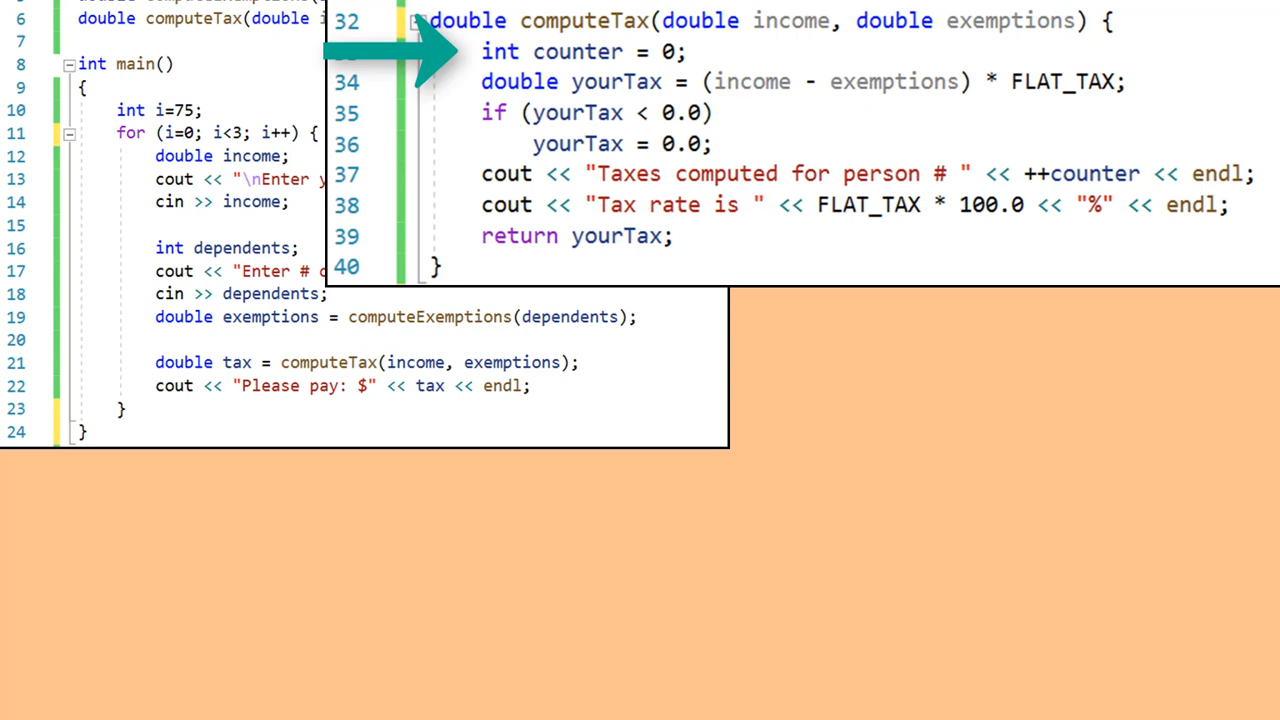 6 double computeTax(double i
7
8 int main()
9 {
10 int i=75;
11 for (i=0; i<3; i++) {
12 double income;
13 cout << "\nEnter y
14 cin >> income;
15
16 int dependents;
17 cout << "Enter #
18 cin >> dependents;
19 double exemptions = computeExemptions(dependents);
20
21 double tax = computeTax(income, exemptions);
22 cout << "Please pay: $" << tax << endl;
23 }
24 }
32 double computeTax(double income, double exemptions) {
int counter = 0;
34 double yourTax = (income - exemptions) * FLAT_TAX;
35 if (yourTax < 0.0)
36 yourTax = 0.0;
37 cout << "Taxes computed for person # " << ++counter << endl;
38 cout << "Tax rate is " << FLAT_TAX * 100.0 << "%" << endl;
39 return yourTax;
40 }